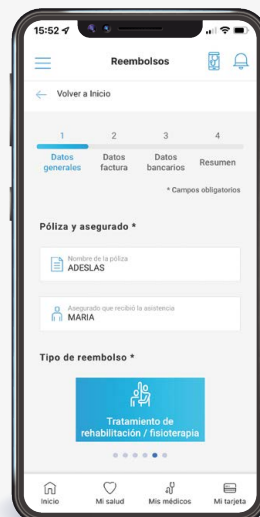 15:52
Reembolsos
Volver a Inicio
1 2 3 4
Datos generales
Datos factura
Datos bancarios
Resumen
* Campos obligatorios
Póliza y asegurado *
Nombre de la póliza
ADESLAS
Asegurado que recibió la asistencia
MARIA
Tipo de reembolso *
Tratamiento de
rehabilitación / fisioterapia
Inicio Mi salud Mis médicos Mi tarjeta